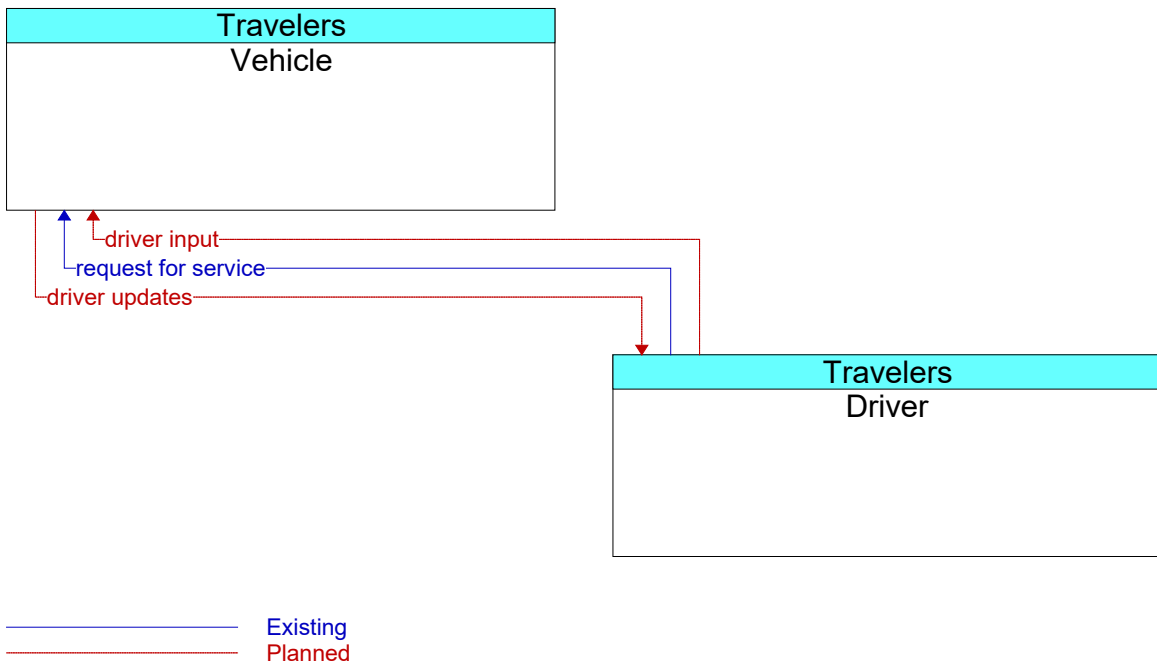 Travelers
Vehicle
driver input
request for service
driver updates
Travelers
Driver
Existing
Planned